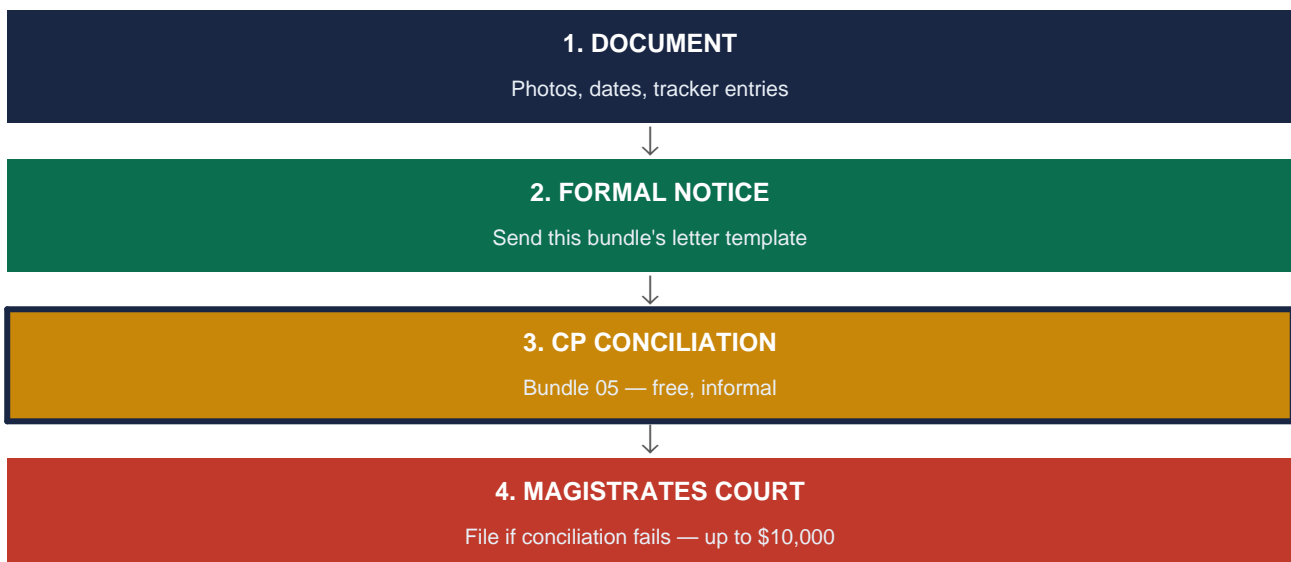 1. DOCUMENT
Photos, dates, tracker entries
2. FORMAL NOTICE
Send this bundle's letter template
3. CP CONCILIATION
Bundle 05 — free, informal
4. MAGISTRATES COURT
File if conciliation fails — up to $10,000